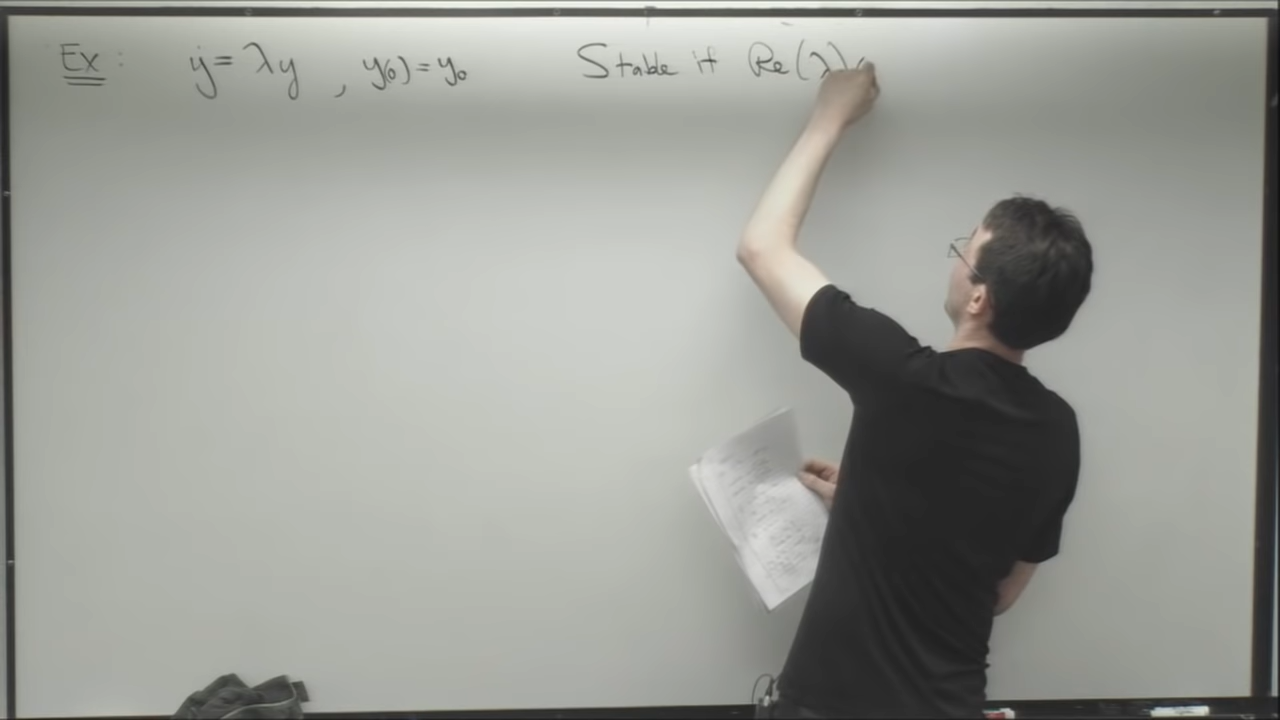 Ex: ẏ = λy , y(0) = y₀ Stable if Re(λ)